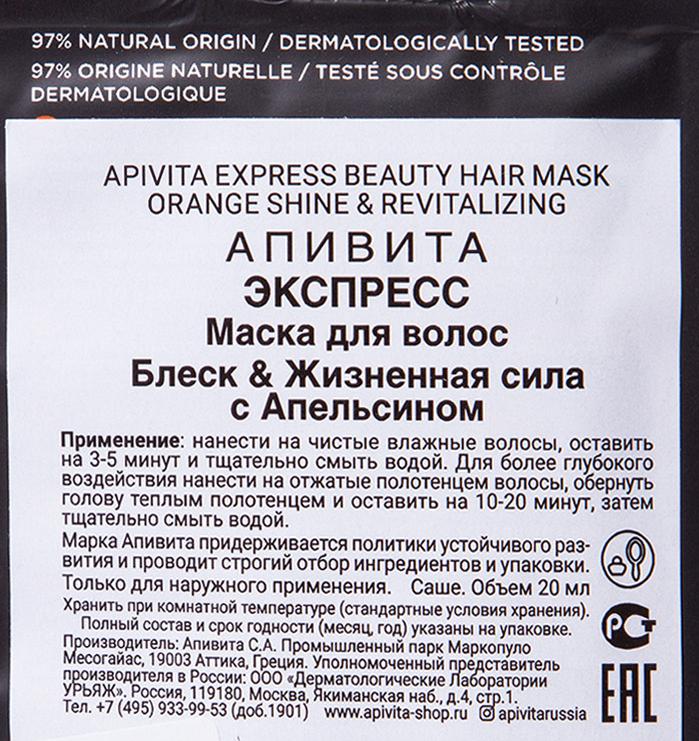 97% NATURAL ORIGIN / DERMATOLOGICALLY TESTED
97% ORIGINE NATURELLE / TESTÉ SOUS CONTRÔLE
DERMATOLOGIQUE
APIVITA EXPRESS BEAUTY HAIR MASK
ORANGE SHINE & REVITALIZING
АПИВИТА
ЭКСПРЕСС
Маска для волос
Блеск & Жизненная сила
с Апельсином
Применение: нанести на чистые влажные волосы, оставить
на 3-5 минут и тщательно смыть водой. Для более глубокого
воздействия нанести на отжатые полотенцем волосы, обернуть
голову теплым полотенцем и оставить на 10-20 минут, затем
тщательно смыть водой.
Марка Апивита придерживается политики устойчивого раз-
вития и проводит строгий отбор ингредиентов и упаковки.
Только для наружного применения. Саше. Объем 20 мл
Хранить при комнатной температуре (стандартные условия хранения).
Полный состав и срок годности (месяц, год) указаны на упаковке.
Производитель: Апивита С.А. Промышленный парк Маркопуло
Месогайас, 19003 Аттика, Греция. Уполномоченный представитель
производителя в России: ООО «Дерматологические Лаборатории
УРЬЯЖ». Россия, 119180, Москва, Якиманская наб., д.4, стр.1.
Тел. +7 (495) 933-99-53 (доб.1901) www.apivita-shop.ru apivitarussia
РСТ
EAC